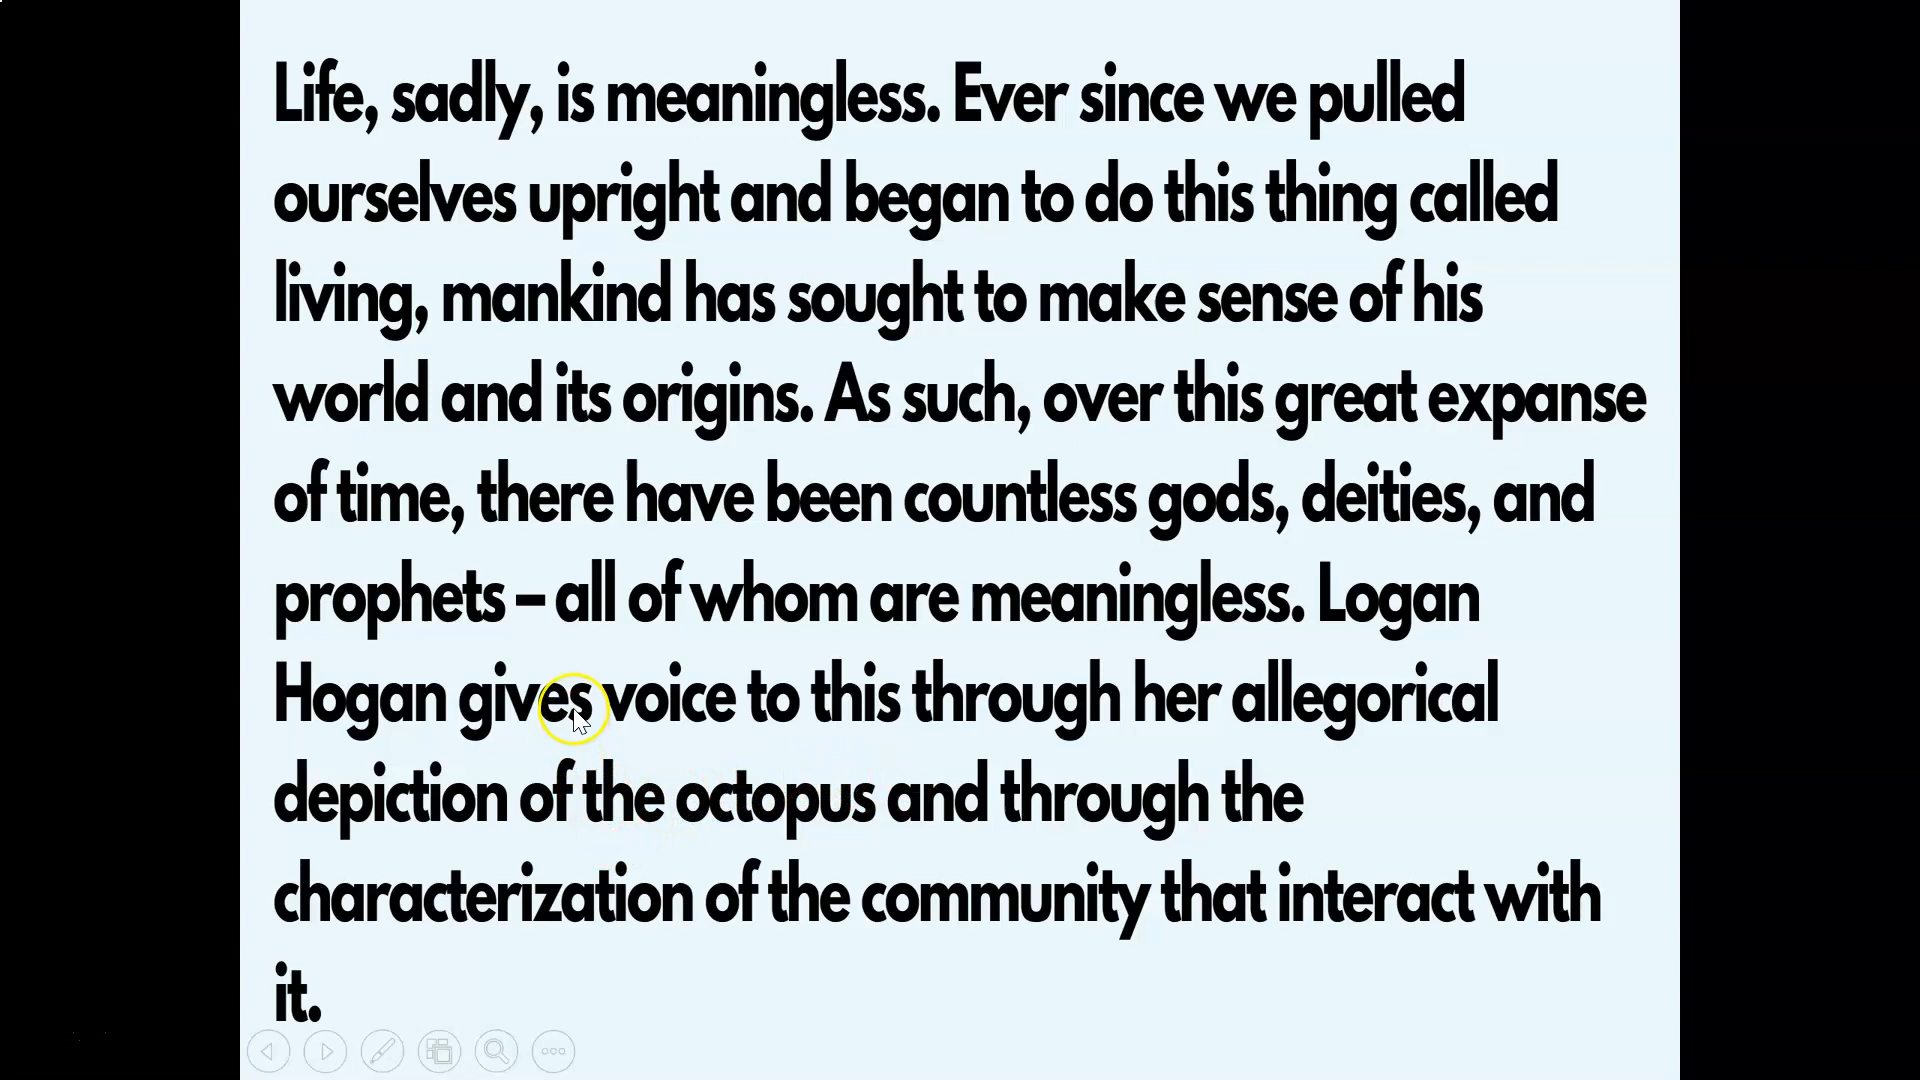 Life, sadly, is meaningless. Ever since we pulled
ourselves upright and began to do this thing called
living, mankind has sought to make sense of his
world and its origins. As such, over this great expanse
of time, there have been countless gods, deities, and
prophets – all of whom are meaningless. Logan
Hogan gives voice to this through her allegorical
depiction of the octopus and through the
characterization of the community that interact with
it.